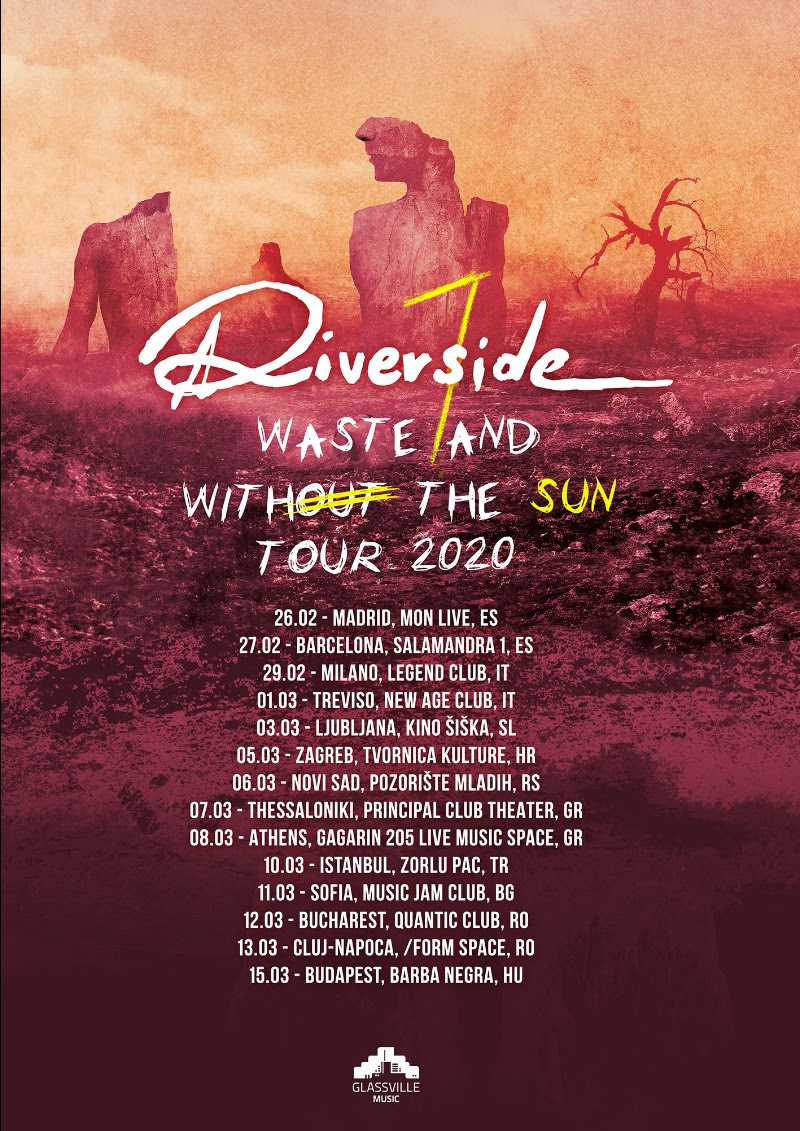 Riverside
WASTE7AND
WITHOUT THE SUN
TOUR 2020
26.02 - MADRID, MON LIVE, ES
27.02 - BARCELONA, SALAMANDRA 1, ES
29.02 - MILANO, LEGEND CLUB, IT
01.03 - TREVISO, NEW AGE CLUB, IT
03.03 - LJUBLJANA, KINO ŠIŠKA, SL
05.03 - ZAGREB, TVORNICA KULTURE, HR
06.03 - NOVI SAD, POZORIŠTE MLADIH, RS
07.03 - THESSALONIKI, PRINCIPAL CLUB THEATER, GR
08.03 - ATHENS, GAGARIN 205 LIVE MUSIC SPACE, GR
10.03 - ISTANBUL, ZORLU PAC, TR
11.03 - SOFIA, MUSIC JAM CLUB, BG
12.03 - BUCHAREST, QUANTIC CLUB, RO
13.03 - CLUJ-NAPOCA, /FORM SPACE, RO
15.03 - BUDAPEST, BARBA NEGRA, HU
GLASSVILLE
MUSIC